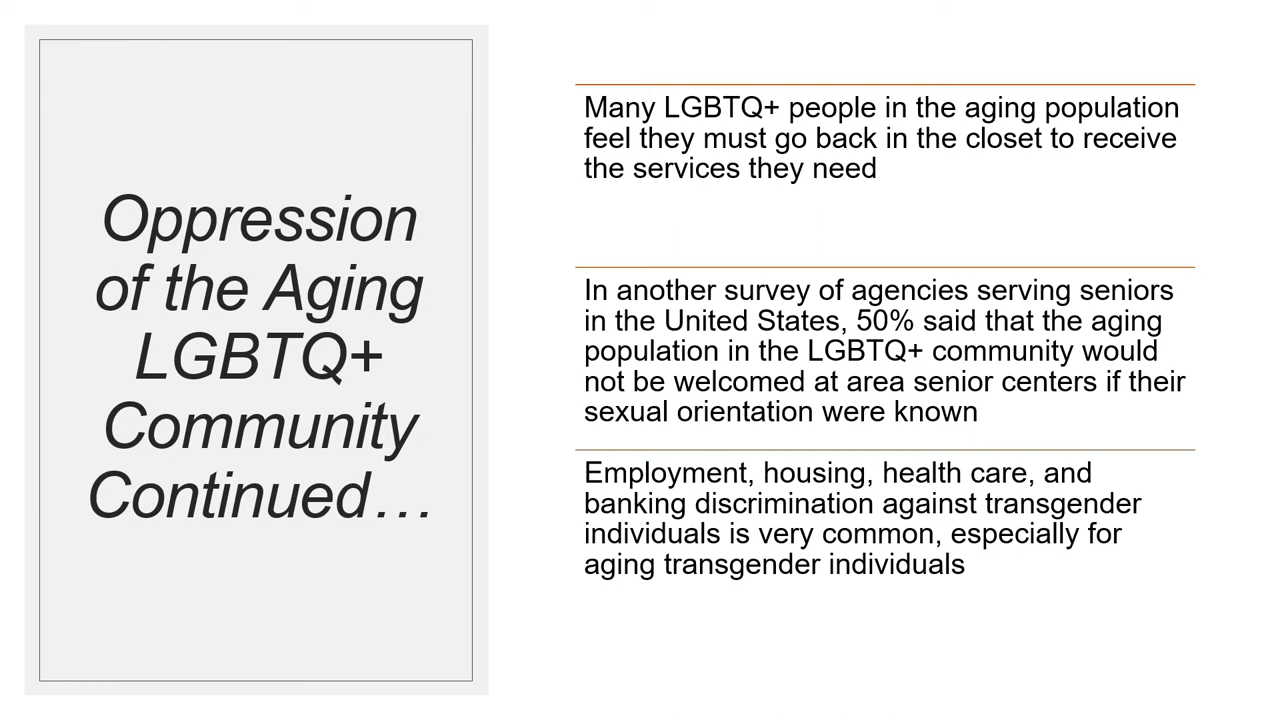 Oppression
of the Aging
LGBTQ+
Community
Continued…
Many LGBTQ+ people in the aging population
feel they must go back in the closet to receive
the services they need
In another survey of agencies serving seniors
in the United States, 50% said that the aging
population in the LGBTQ+ community would
not be welcomed at area senior centers if their
sexual orientation were known
Employment, housing, health care, and
banking discrimination against transgender
individuals is very common, especially for
aging transgender individuals